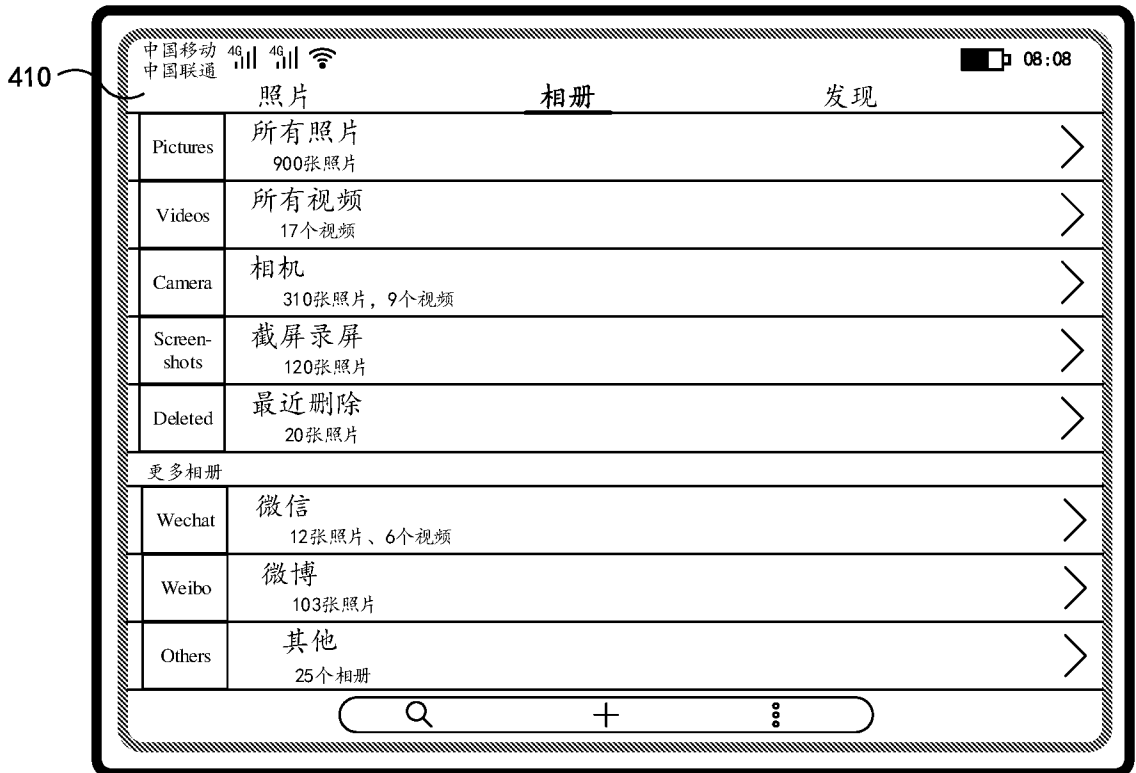 中国移动 4G 4G 08:08
中国联通
410
照片 相册 发现
Pictures 所有照片
900张照片
Videos 所有视频
17个视频
Camera 相机
310张照片，9个视频
Screen-
shots
截屏录屏
120张照片
Deleted 最近删除
20张照片
更多相册
Wechat 微信
12张照片、6个视频
Weibo 微博
103张照片
Others 其他
25个相册